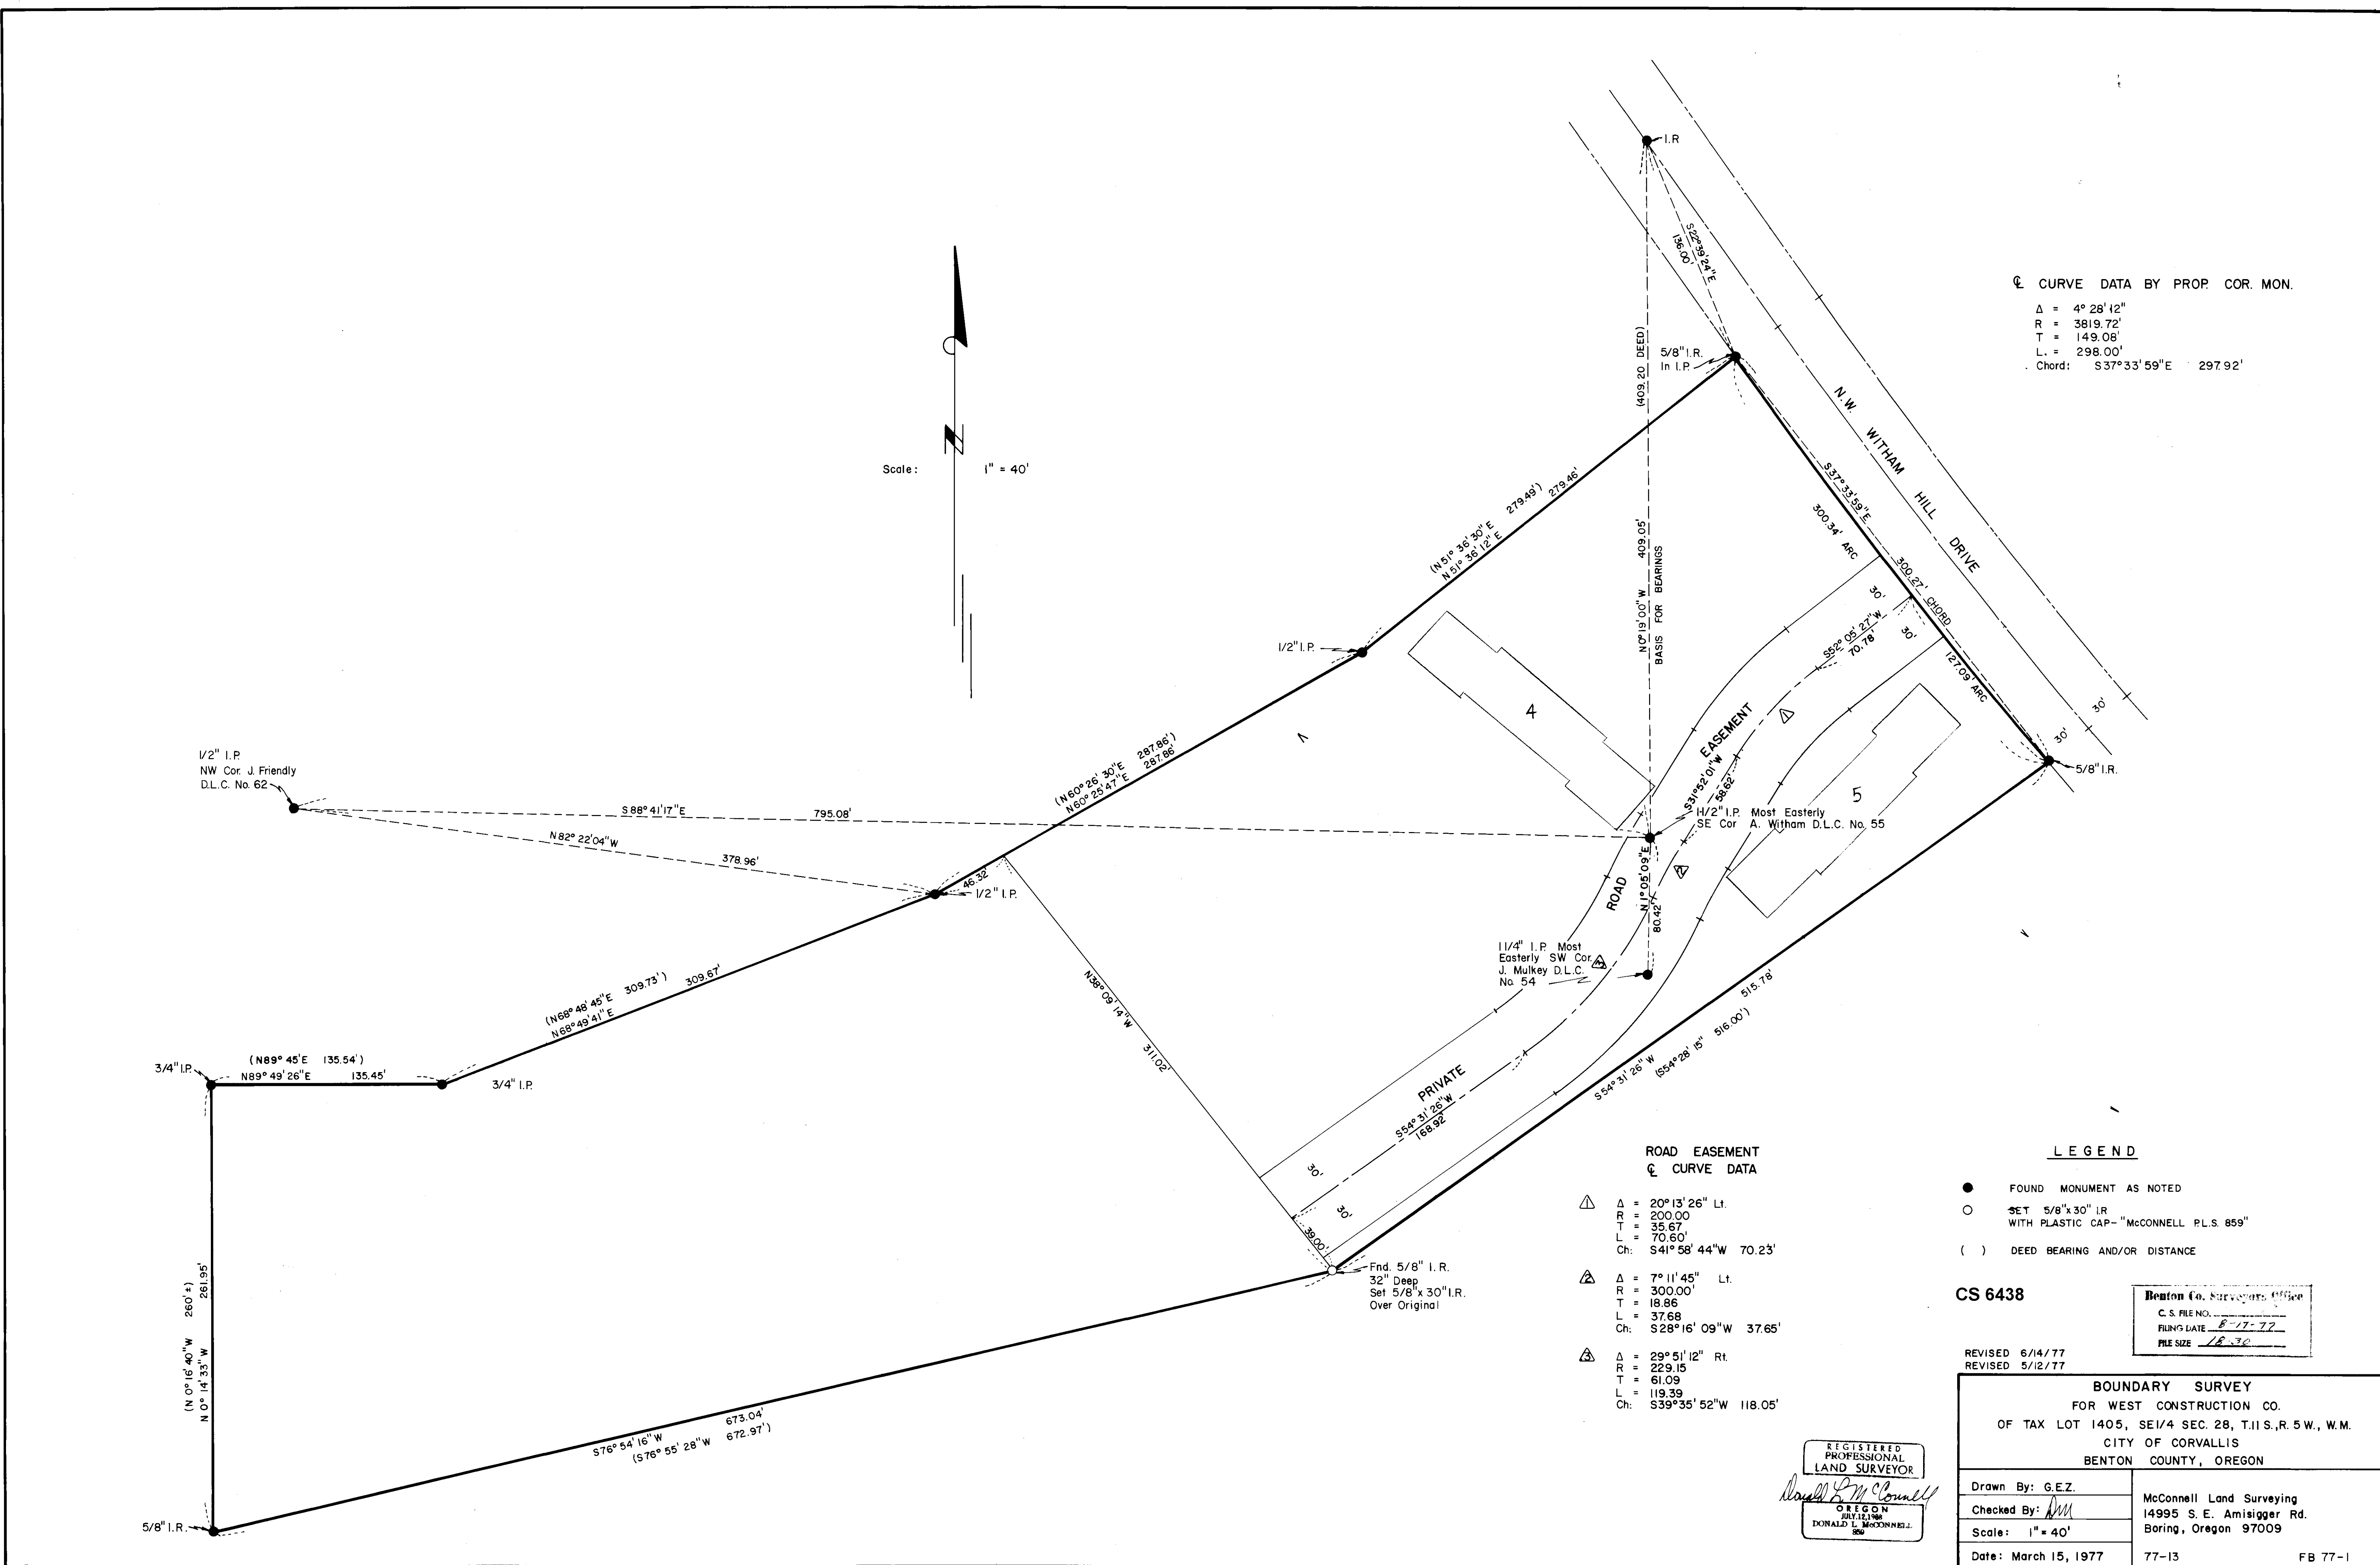 I.R
S22°39'24"E
136.00'
℄ CURVE DATA BY PROP. COR. MON.
Δ = 4° 28' 12"
R = 3819.72'
T = 149.08'
L. = 298.00'
Chord: S37°33'59"E 297.92'
5/8" I.R.
In I.P.
(409.20 DEED)
N0°19'00"W 409.05'
BASIS FOR BEARINGS
N.W. WITHAM HILL DRIVE
Scale: 1" = 40'
N
S37°33'59"E
300.27' CHORD
300.34' ARC
127.09' ARC
30'
30'
30'
30'
(N51° 36' 30" E 279.49')
N51° 36' 12" E 279.46'
1/2" I.P.
S52° 05' 27" W
70.78'
4
5
5/8" I.R.
1/2" I.P.
NW Cor. J. Friendly
D.L.C. No. 62
(N60°26'30"E 287.86')
N60°25'47"E 287.86'
S88°41'17"E 795.08'
N82°22'04"W 378.96'
46.32'
1/2" I.P.
ROAD EASEMENT
S31°52'01"W
58.62'
1
2
1-1/2" I.P. Most Easterly
SE Cor A. Witham D.L.C. No. 55
N1°05'09"E
80.42'
1 1/4" I.P. Most
Easterly SW Cor.
J. Mulkey D.L.C.
No. 54
3
(N68°48'45"E 309.73')
N68°49'41"E 309.67'
N38°09'14"W 311.02'
515.78'
S54°31'26"W
(S54°28'15" 516.00')
3/4" I.P.
(N89° 45'E 135.54')
N89° 49' 26"E 135.45'
3/4" I.P.
PRIVATE
S54°31'26"W
168.92'
30'
30'
39.00'
Fnd. 5/8" I.R.
32" Deep
Set 5/8" x 30" I.R.
Over Original
(N 0° 16' 40" W 260' ±)
N 0° 14' 33" W 261.95'
673.04'
S76° 54' 16" W
(S76° 55' 28"W 672.97')
5/8" I.R.
ROAD EASEMENT
℄ CURVE DATA
1 Δ = 20°13'26" Lt.
R = 200.00
T = 35.67
L = 70.60'
Ch: S41°58'44"W 70.23'
2 Δ = 7°11'45" Lt.
R = 300.00'
T = 18.86
L = 37.68
Ch: S28°16'09"W 37.65'
3 Δ = 29°51'12" Rt.
R = 229.15
T = 61.09
L = 119.39
Ch: S39°35'52"W 118.05'
LEGEND
FOUND MONUMENT AS NOTED
SET 5/8"x30" I.R
WITH PLASTIC CAP- "McCONNELL P.L.S. 859"
( ) DEED BEARING AND/OR DISTANCE
CS 6438
Benton Co. Surveyors Office
C. S. FILE NO.
FILING DATE 8-17-77
FILE SIZE 18-30
REVISED 6/14/77
REVISED 5/12/77
BOUNDARY SURVEY
FOR WEST CONSTRUCTION CO.
OF TAX LOT 1405, SE1/4 SEC. 28, T.11 S., R. 5 W., W.M.
CITY OF CORVALLIS
BENTON COUNTY, OREGON
Drawn By: G.E.Z.
Checked By: DM
Scale: 1" = 40'
Date: March 15, 1977
McConnell Land Surveying
14995 S. E. Amisigger Rd.
Boring, Oregon 97009
77-13 FB 77-1
REGISTERED
PROFESSIONAL
LAND SURVEYOR
Donald L. McConnell
OREGON
JULY 12, 1968
DONALD L. McCONNELL
859